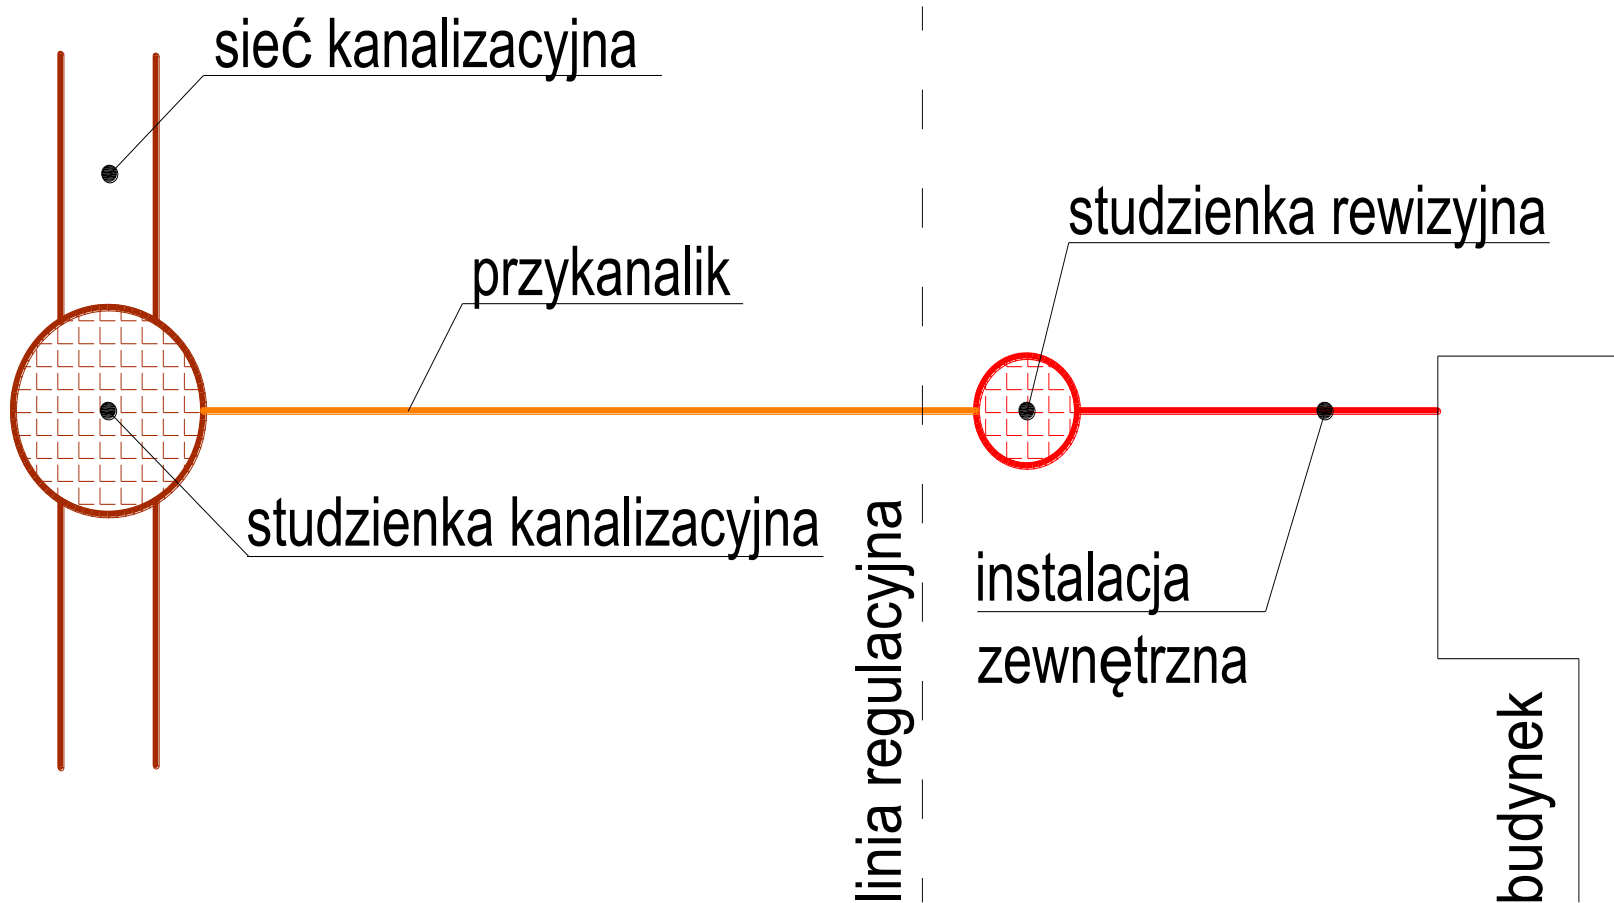 sieć kanalizacyjna
studzienka rewizyjna
przykanalik
studzienka kanalizacyjna
linia regulacyjna
instalacja
zewnętrzna
budynek